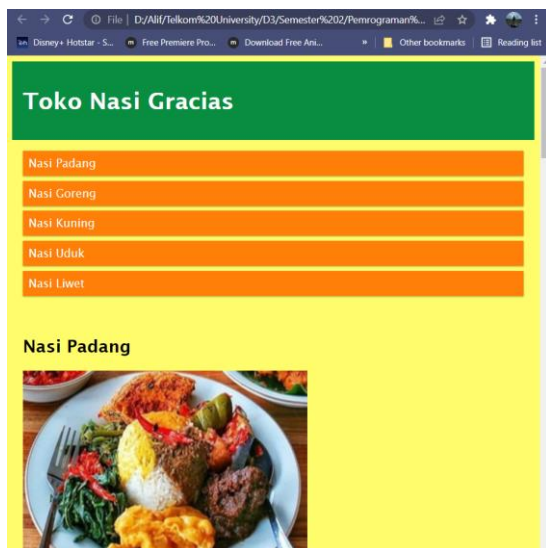 File D:/Alif/Telkom%20University/D3/Semester%202/Pemrograman%...
Disney+ Hotstar - S... Free Premiere Pro... Download Free Ani... » Other bookmarks Reading list
Toko Nasi Gracias
Nasi Padang
Nasi Goreng
Nasi Kuning
Nasi Uduk
Nasi Liwet
Nasi Padang